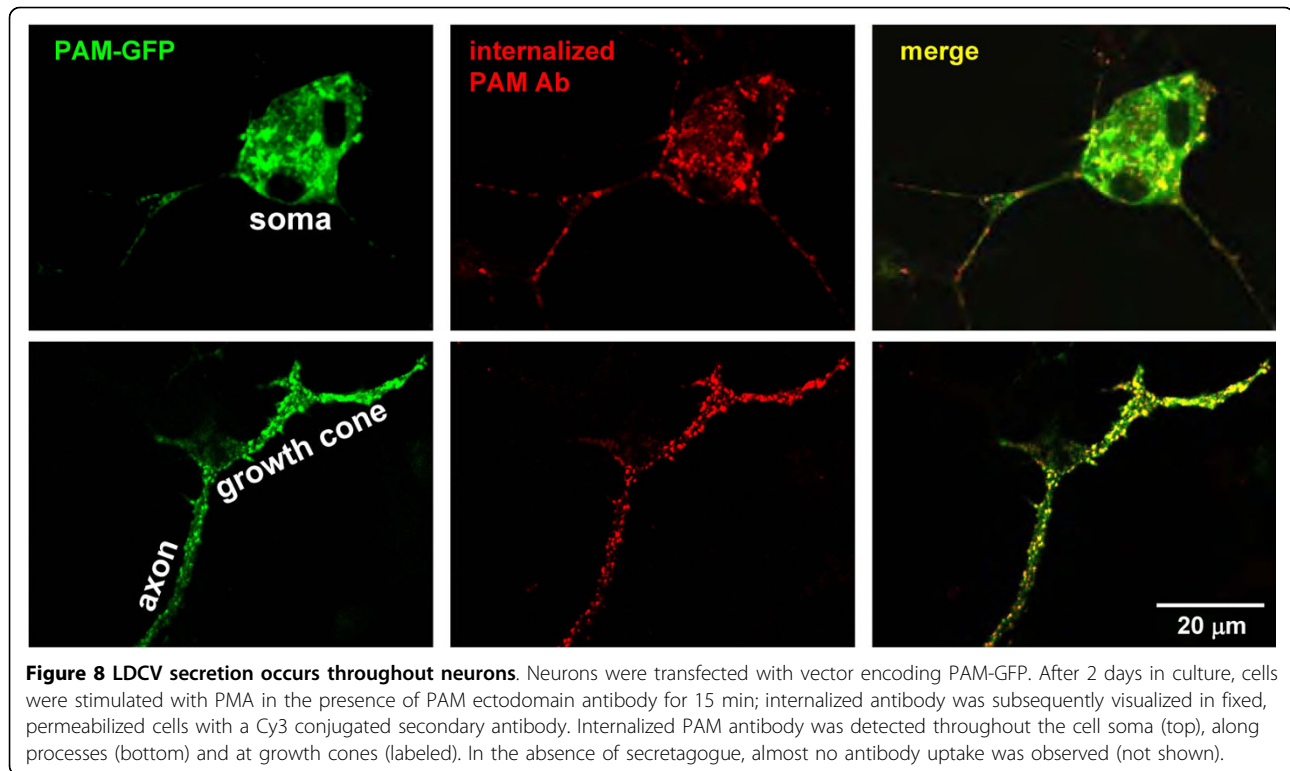 PAM-GFP
internalized
PAM Ab
merge
soma
growth cone
axon
20 μm
Figure 8 LDCV secretion occurs throughout neurons. Neurons were transfected with vector encoding PAM-GFP. After 2 days in culture, cells
were stimulated with PMA in the presence of PAM ectodomain antibody for 15 min; internalized antibody was subsequently visualized in fixed,
permeabilized cells with a Cy3 conjugated secondary antibody. Internalized PAM antibody was detected throughout the cell soma (top), along
processes (bottom) and at growth cones (labeled). In the absence of secretagogue, almost no antibody uptake was observed (not shown).